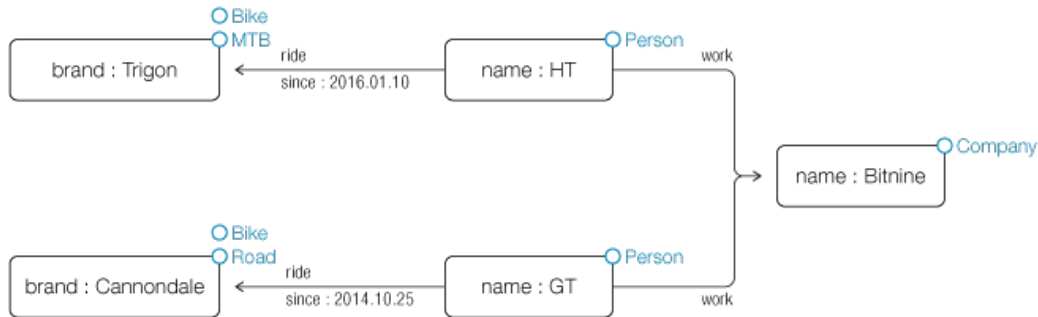 Bike
MTB
brand : Trigon
ride
since : 2016.01.10
Person
name : HT
work
Company
name : Bitnine
Bike
Road
brand : Cannondale
ride
since : 2014.10.25
Person
name : GT
work